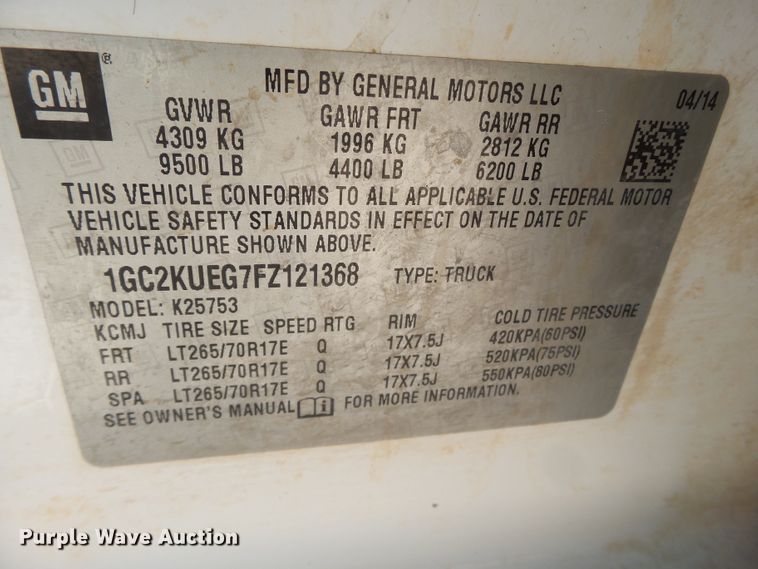 GM ®
MFD BY GENERAL MOTORS LLC
04/14
GVWR GAWR FRT GAWR RR
4309 KG 1996 KG 2812 KG
9500 LB 4400 LB 6200 LB
THIS VEHICLE CONFORMS TO ALL APPLICABLE U.S. FEDERAL MOTOR
VEHICLE SAFETY STANDARDS IN EFFECT ON THE DATE OF
MANUFACTURE SHOWN ABOVE.
1GC2KUEG7FZ121368 TYPE: TRUCK
MODEL: K25753
KCMJ TIRE SIZE SPEED RTG RIM COLD TIRE PRESSURE
FRT LT265/70R17E Q 17X7.5J 420KPA(60PSI)
RR LT265/70R17E Q 17X7.5J 520KPA(75PSI)
SPA LT265/70R17E Q 17X7.5J 550KPA(80PSI)
SEE OWNER'S MANUAL i FOR MORE INFORMATION.
Purple Wave Auction